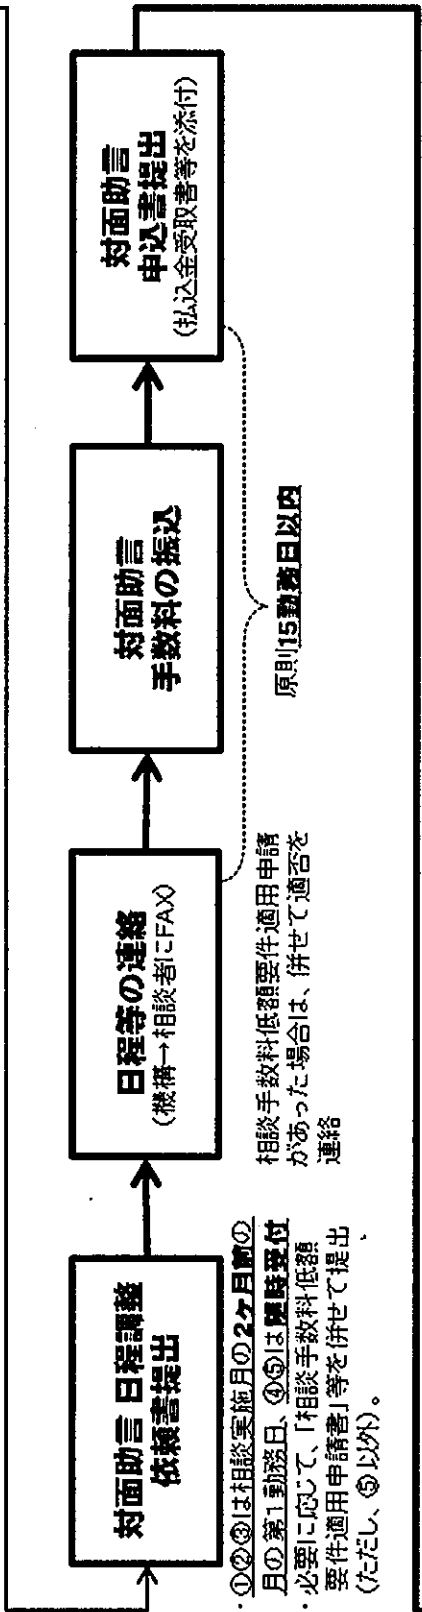 対面助言 日程調整
依頼書提出
・①②③は相談実施月の2ヶ月前の
月の第1勤務日、④⑤は随時受付
・必要に応じて、「相談手数料低額
要件適用申請書」等を併せて提出
(ただし、⑤以外)。
日程等の連絡
(機構→相談者にFAX)
相談手数料低額要件適用申請
があった場合は、併せて適否を
連絡
対面助言
手数料の振込
原則15勤務日以内
対面助言
申込書提出
(払込金受取書等を添付)